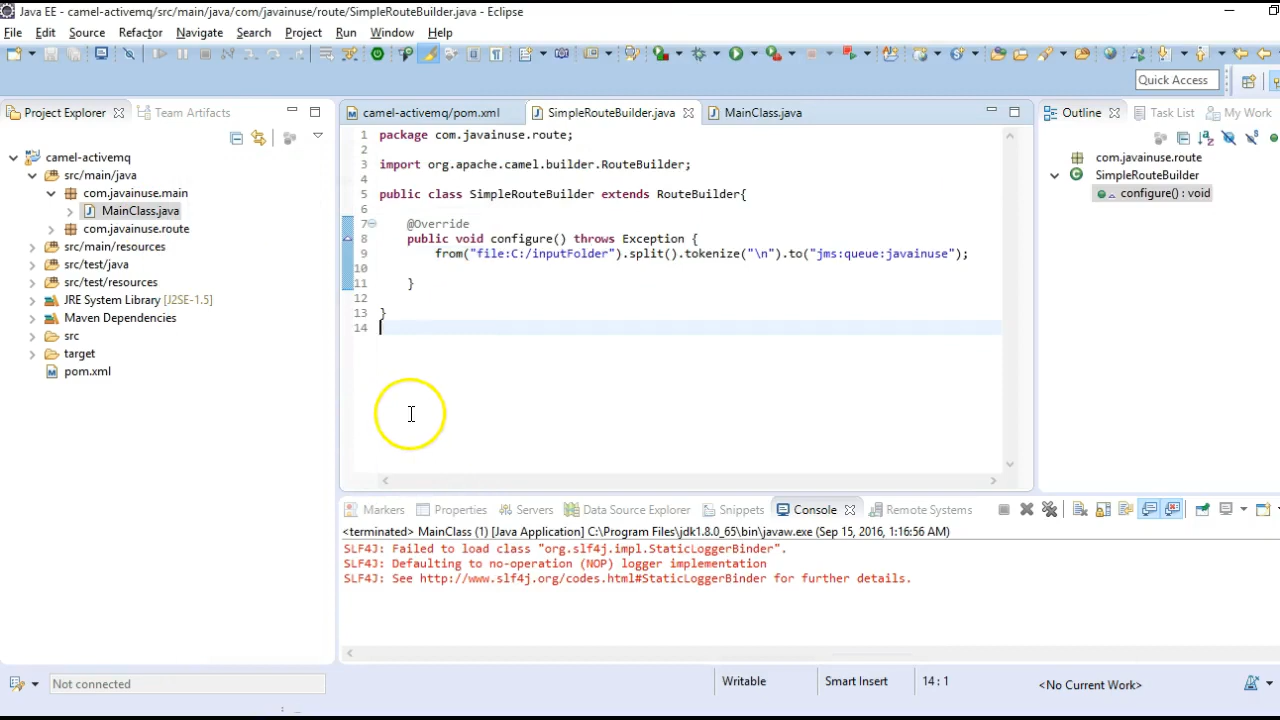 Java EE - camel-activemq/src/main/java/com/javainuse/route/SimpleRouteBuilder.java - Eclipse
File Edit Source Refactor Navigate Search Project Run Window Help
Quick Access
Project Explorer
Team Artifacts
camel-activemq
src/main/java
com.javainuse.main
MainClass.java
com.javainuse.route
src/main/resources
src/test/java
src/test/resources
JRE System Library [J2SE-1.5]
Maven Dependencies
src
target
pom.xml
camel-activemq/pom.xml
SimpleRouteBuilder.java
MainClass.java
1 package com.javainuse.route;
2
3 import org.apache.camel.builder.RouteBuilder;
4
5 public class SimpleRouteBuilder extends RouteBuilder{
6
7 @Override
8 public void configure() throws Exception {
9 from("file:C:/inputFolder").split().tokenize("\n").to("jms:queue:javainuse");
10
11 }
12
13 }
14
Outline
Task List
My Work
com.javainuse.route
SimpleRouteBuilder
configure() : void
Markers Properties Servers Data Source Explorer Snippets Console Remote Systems
<terminated> MainClass (1) [Java Application] C:\Program Files\jdk1.8.0_65\bin\javaw.exe (Sep 15, 2016, 1:16:56 AM)
SLF4J: Failed to load class "org.slf4j.impl.StaticLoggerBinder".
SLF4J: Defaulting to no-operation (NOP) logger implementation
SLF4J: See http://www.slf4j.org/codes.html#StaticLoggerBinder for further details.
Not connected
Writable
Smart Insert
14 : 1
<No Current Work>